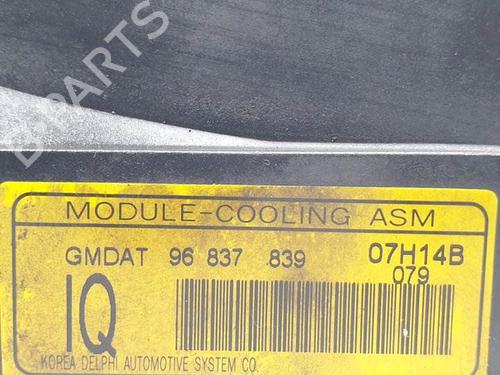 B-PARTS
MODULE-COOLING ASM
GMDAT 96 837 839 07H14B
079
IQ
KOREA DELPHI AUTOMOTIVE SYSTEM CO.